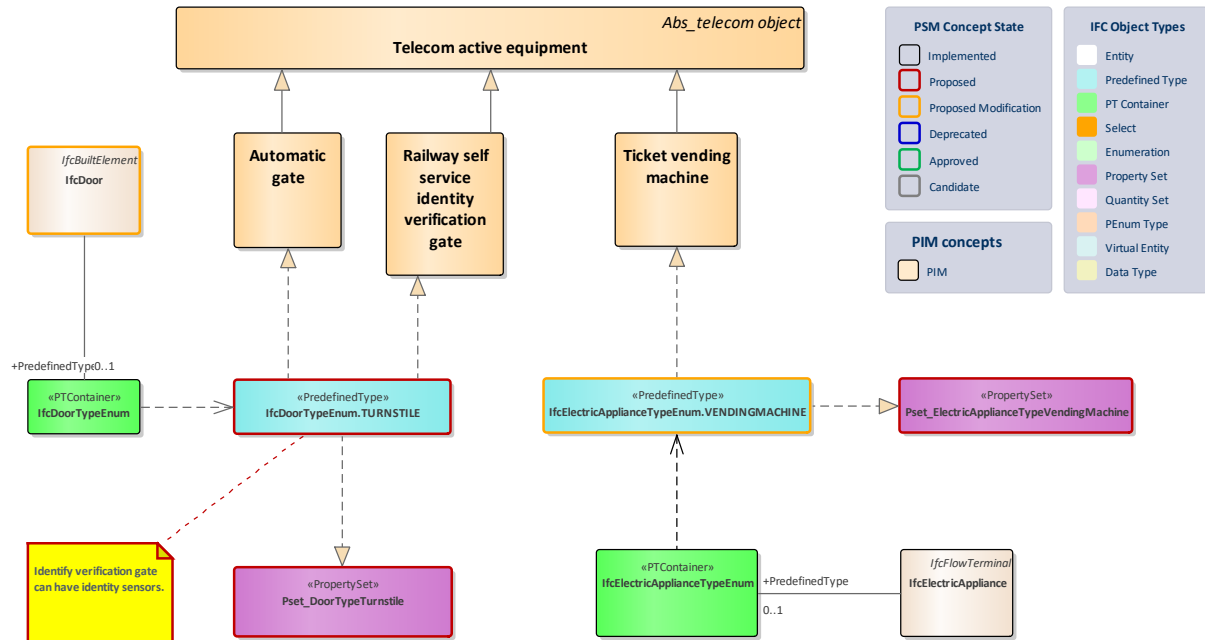 Abs_telecom object
Telecom active equipment
PSM Concept State
Implemented
Proposed
Proposed Modification
Deprecated
Approved
Candidate
PIM concepts
PIM
IFC Object Types
Entity
Predefined Type
PT Container
Select
Enumeration
Property Set
Quantity Set
PEnum Type
Virtual Entity
Data Type
IfcBuiltElement
IfcDoor
Automatic
gate
Railway self
service
identity
verification
gate
Ticket vending
machine
+PredefinedType
0..1
«PTContainer»
IfcDoorTypeEnum
«PredefinedType»
IfcDoorTypeEnum.TURNSTILE
«PredefinedType»
IfcElectricApplianceTypeEnum.VENDINGMACHINE
«PropertySet»
Pset_ElectricApplianceTypeVendingMachine
Identify verification gate
can have identity sensors.
«PropertySet»
Pset_DoorTypeTurnstile
«PTContainer»
IfcElectricApplianceTypeEnum
+PredefinedType
0..1
IfcFlowTerminal
IfcElectricAppliance